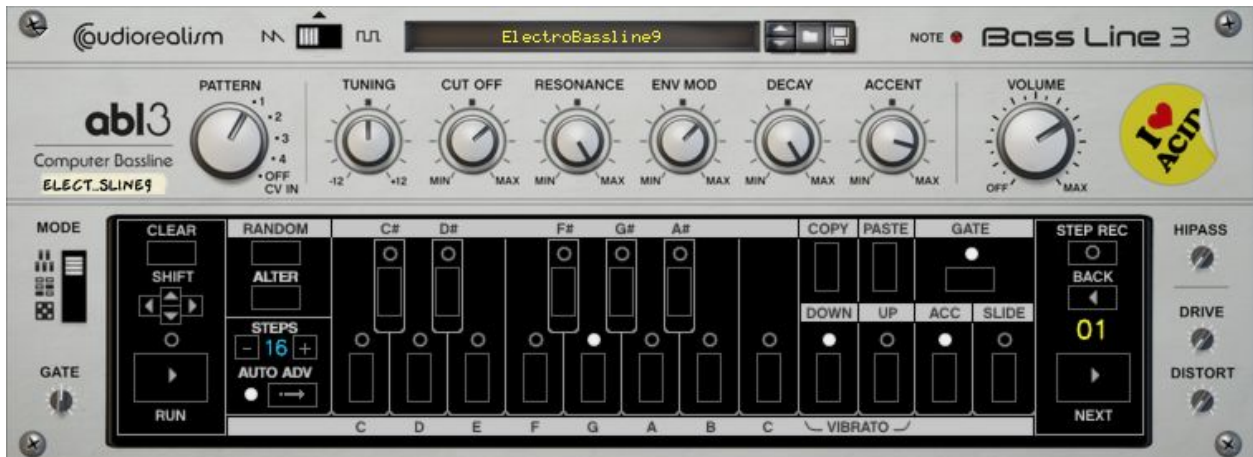 audiorealism
ElectroBassline9
NOTE
Bass Line 3
PATTERN
1
2
3
4
OFF
CV IN
TUNING
-12
+12
CUT OFF
MIN
MAX
RESONANCE
MIN
MAX
ENV MOD
MIN
MAX
DECAY
MIN
MAX
ACCENT
MIN
MAX
VOLUME
OFF
MAX
I
ACID
abl3
Computer Bassline
ELECT_SLINE9
MODE
GATE
CLEAR
SHIFT
RUN
RANDOM
ALTER
STEPS
- 16 +
AUTO ADV
C# D# F# G# A#
C D E F G A B C
COPY PASTE GATE
DOWN UP ACC SLIDE
VIBRATO
STEP REC
BACK
01
NEXT
HIPASS
DRIVE
DISTORT